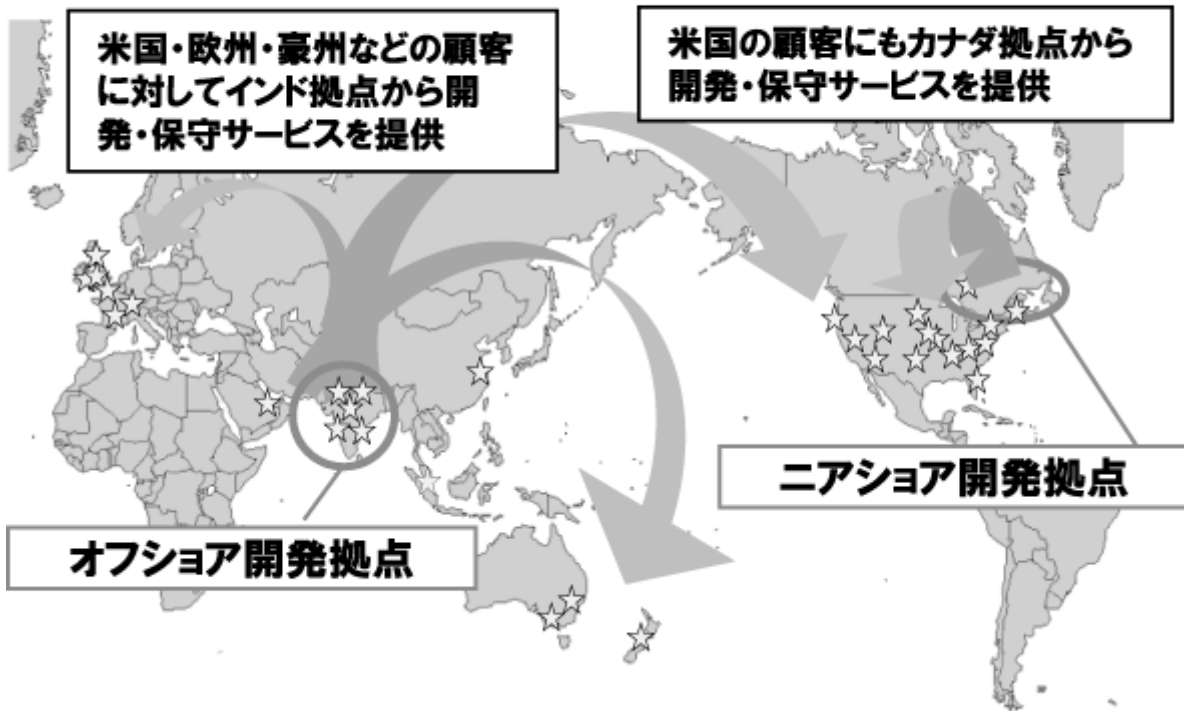 米国・欧州・豪州などの顧客
に対してインド拠点から開
発・保守サービスを提供
米国の顧客にもカナダ拠点から
開発・保守サービスを提供
ニアショア開発拠点
オフショア開発拠点